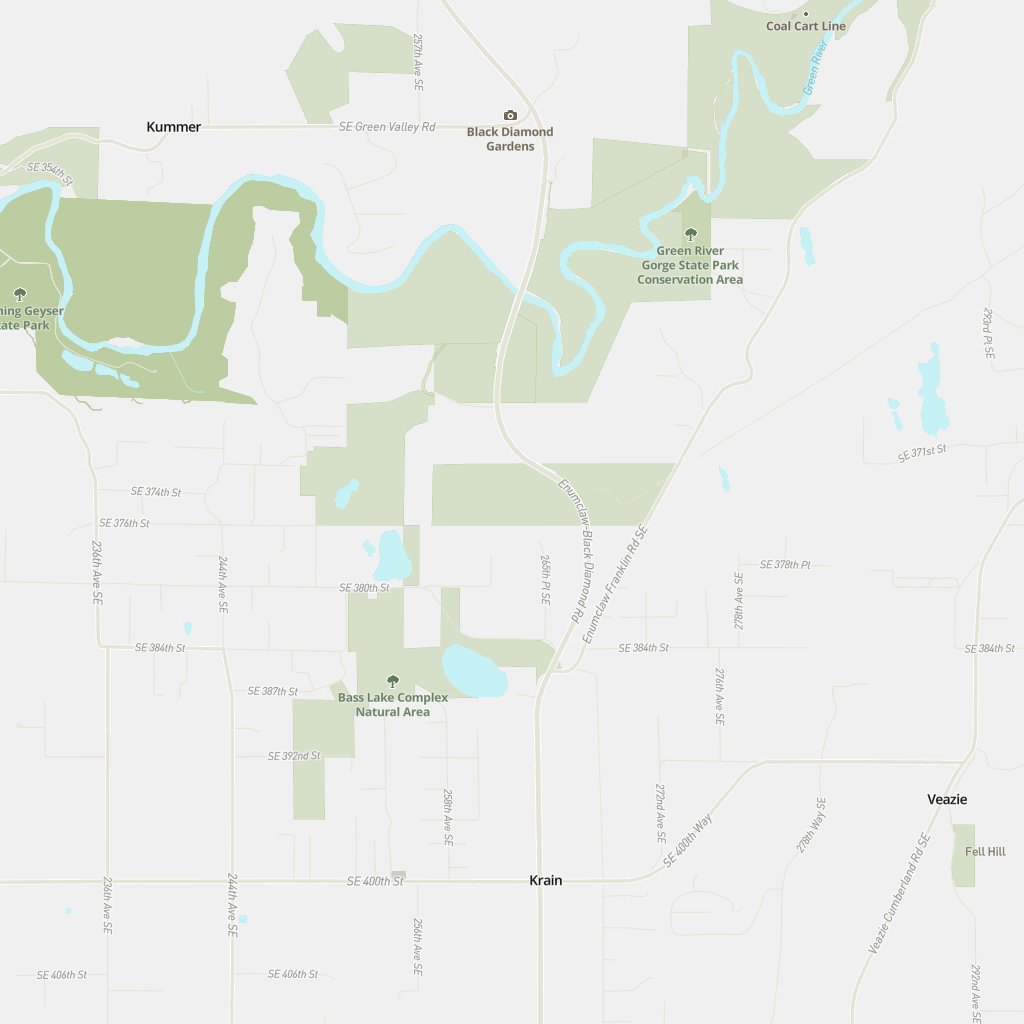 Coal Cart Line
Green River
257th Ave SE
Kummer
SE Green Valley Rd
Black Diamond
Gardens
SE 354th St
Green River
Gorge State Park
Conservation Area
ning Geyser
ate Park
293rd Pl SE
SE 371st St
SE 374th St
SE 376th St
Enumclaw-Black Diamond Rd
Enumclaw Franklin Rd SE
236th Ave SE
244th Ave SE
265th Pl SE
SE 378th Pl
278th Ave SE
SE 380th St
SE 384th St
SE 384th St
SE 384th St
SE 387th St
Bass Lake Complex
Natural Area
276th Ave SE
SE 392nd St
258th Ave SE
272nd Ave SE
SE 400th Way
278th Way SE
Veazie
Veazie Cumberland Rd SE
Fell Hill
SE 400th St
Krain
236th Ave SE
244th Ave SE
256th Ave SE
SE 406th St
SE 406th St
292nd Ave SE